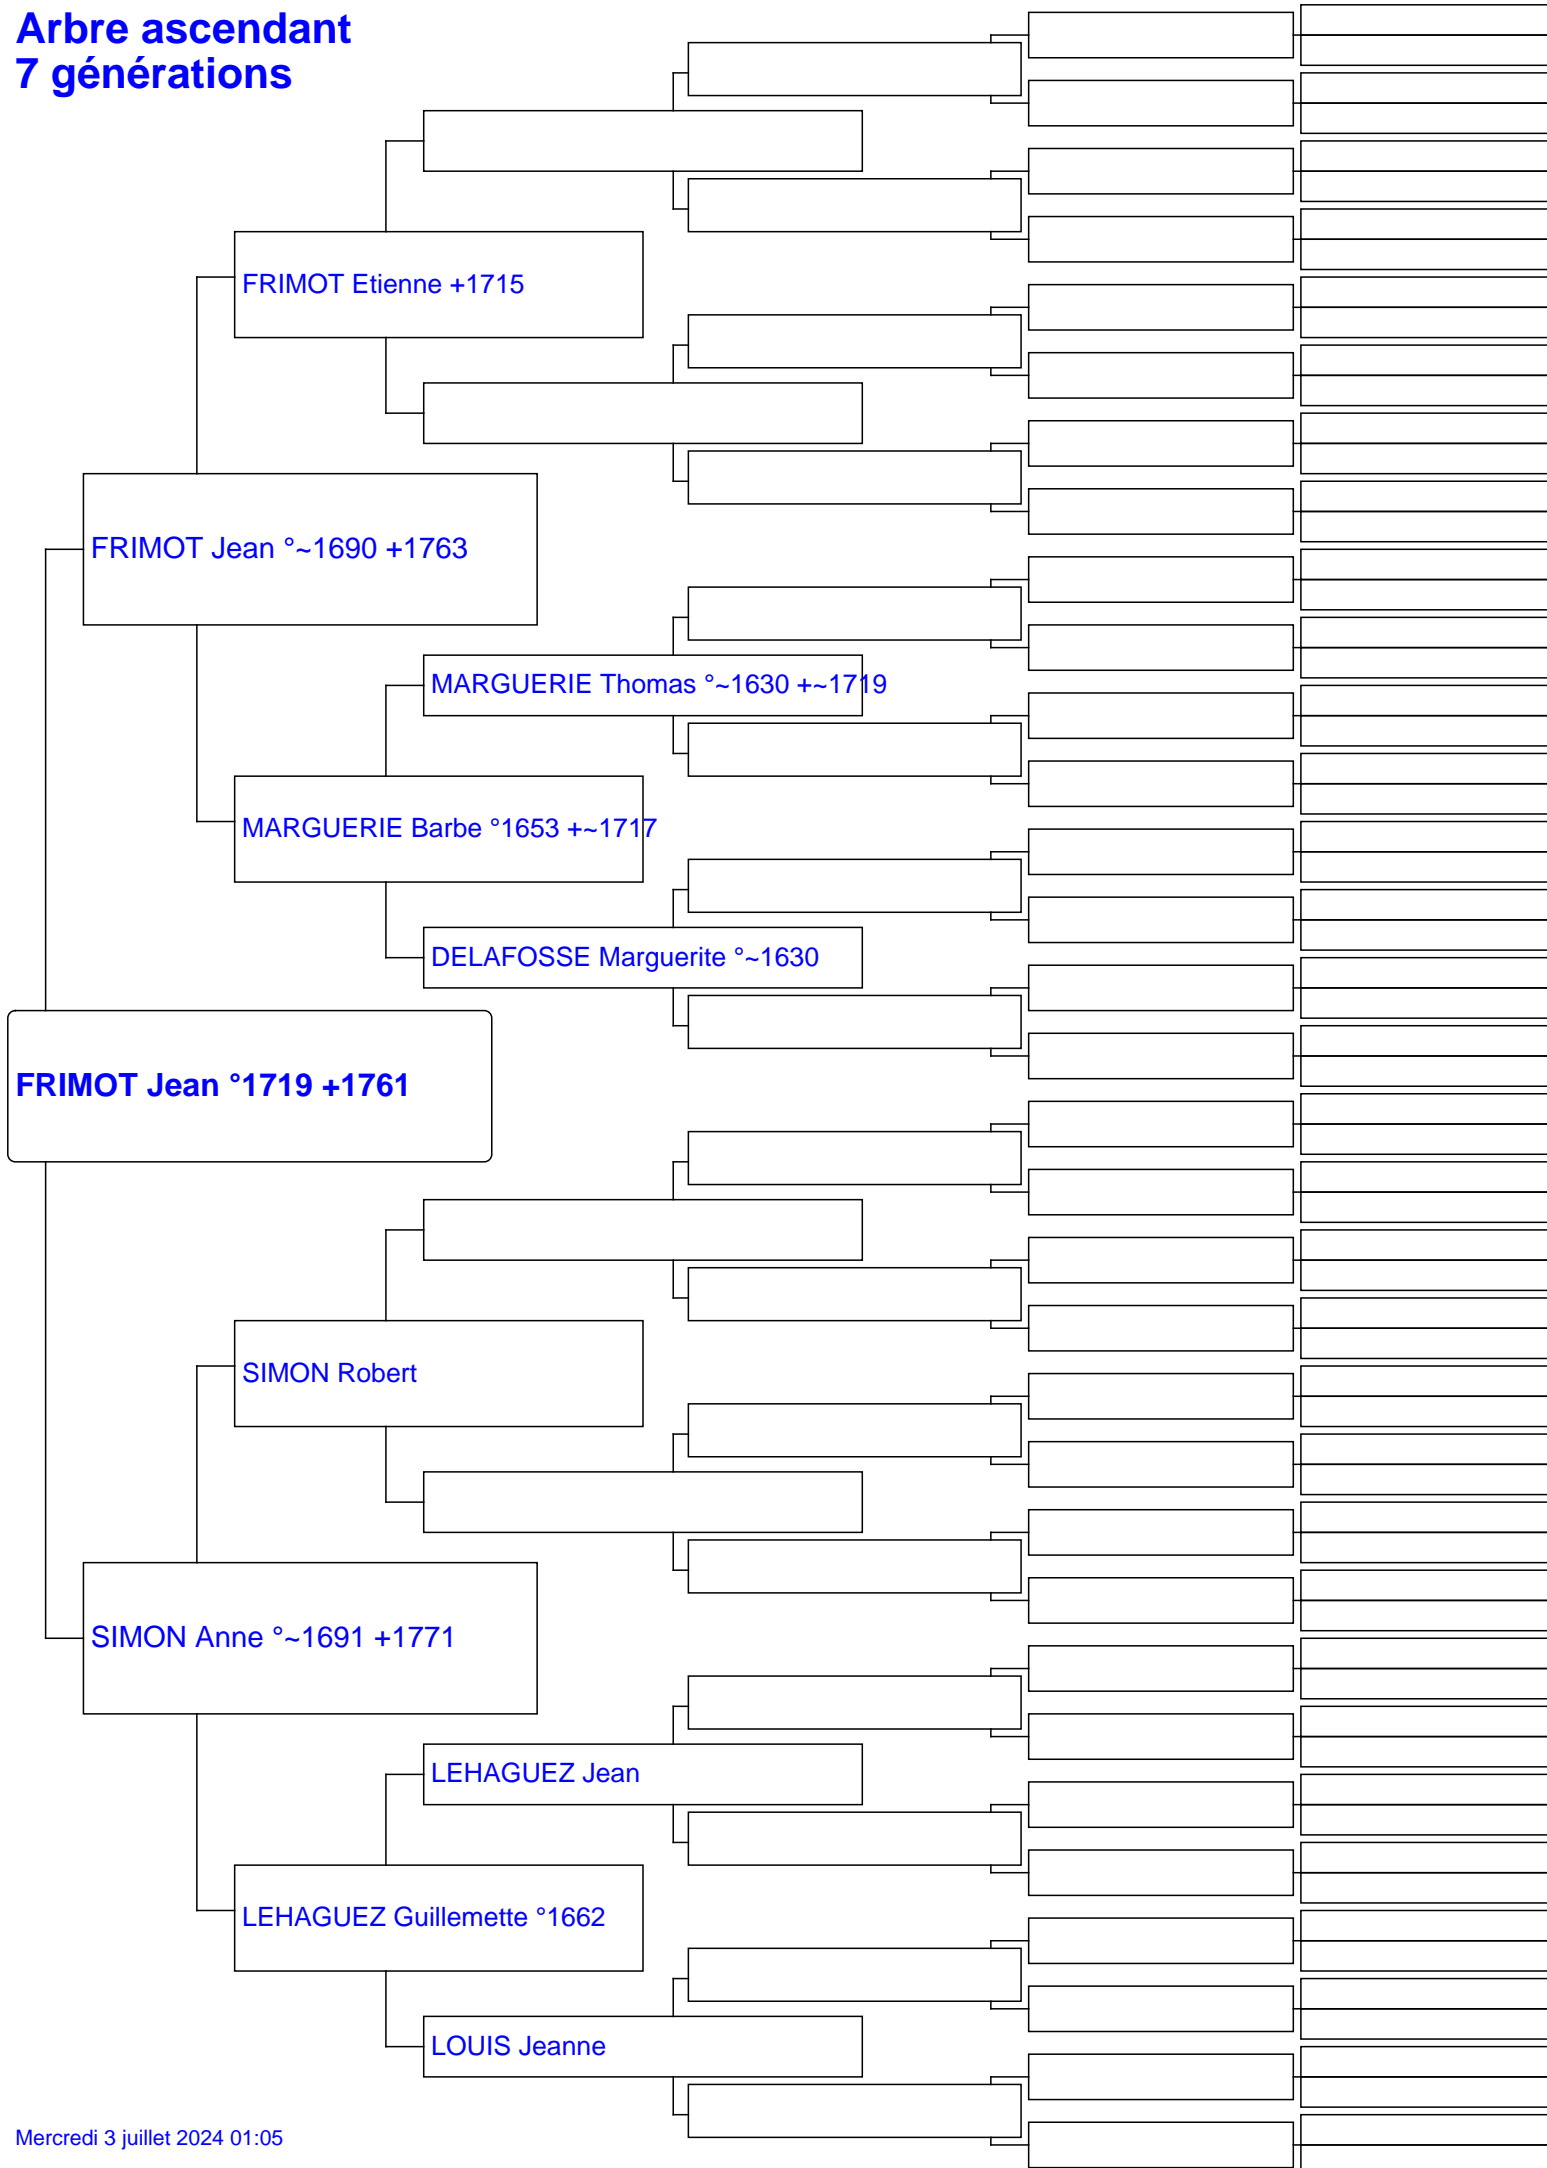 Arbre ascendant
7 générations
FRIMOT Etienne +1715
FRIMOT Jean °~1690 +1763
MARGUERIE Thomas °~1630 +~1719
MARGUERIE Barbe °1653 +~1717
DELAFOSSE Marguerite °~1630
FRIMOT Jean °1719 +1761
SIMON Robert
SIMON Anne °~1691 +1771
LEHAGUEZ Jean
LEHAGUEZ Guillemette °1662
LOUIS Jeanne
Mercredi 3 juillet 2024 01:05